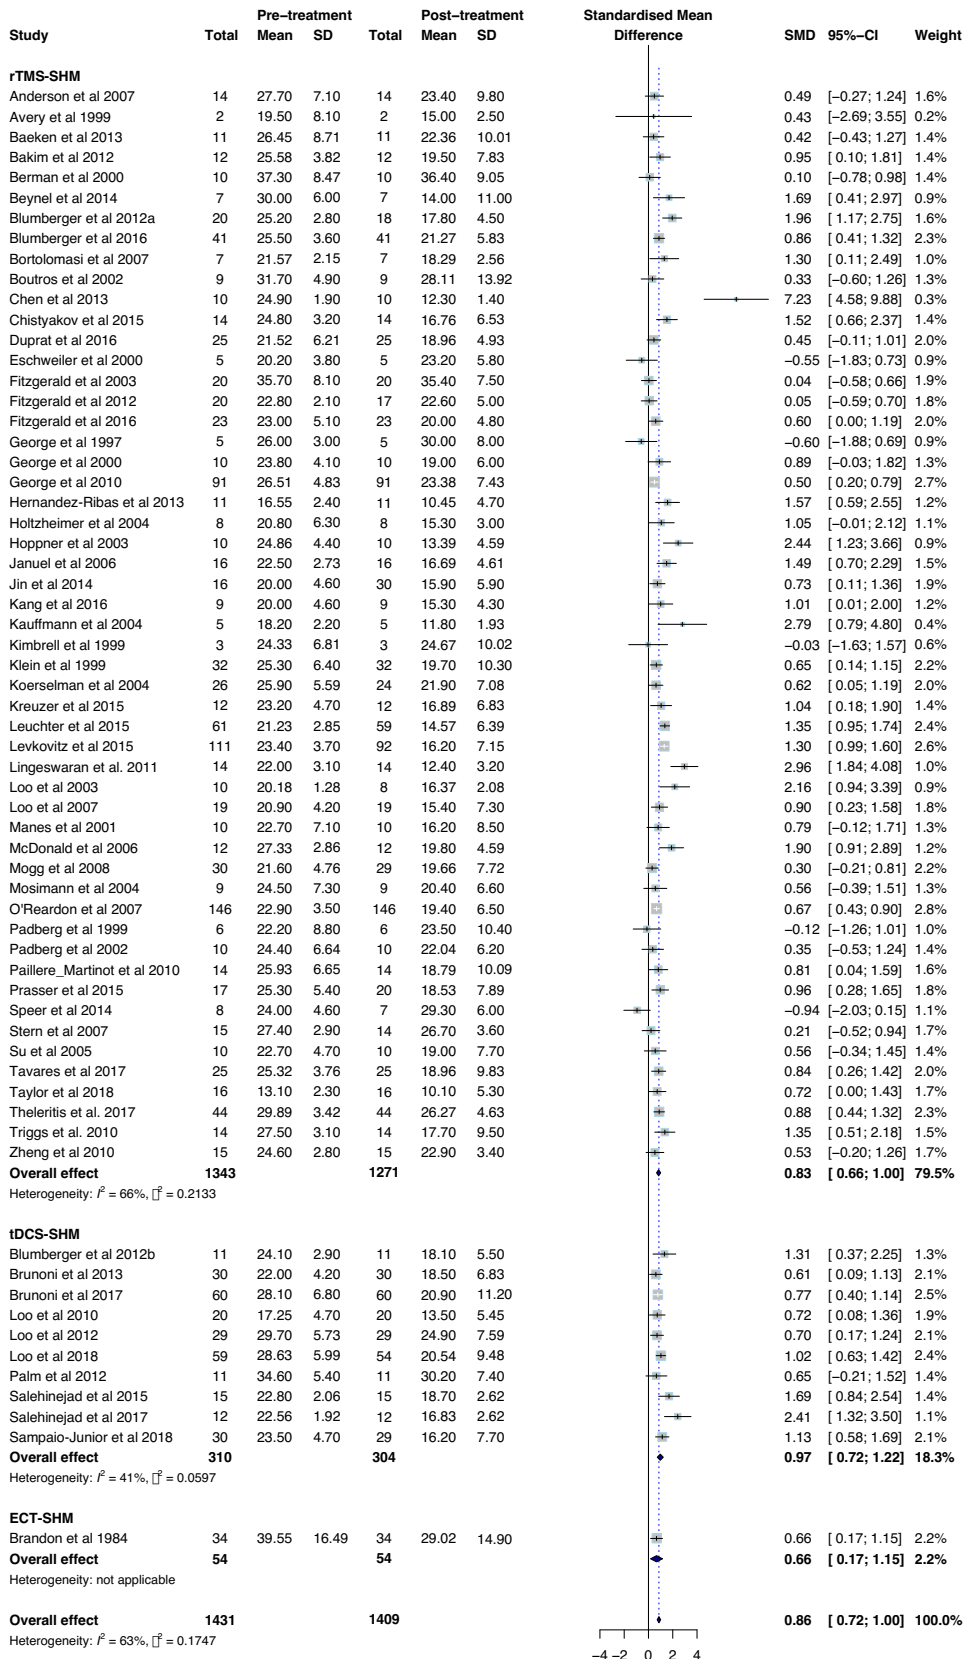 Pre−treatment Post−treatment Standardised Mean
Study Total Mean SD Total Mean SD Difference SMD 95%−CI Weight
rTMS-SHM
Anderson et al 2007 14 27.70 7.10 14 23.40 9.80 0.49 [−0.27; 1.24] 1.6%
Avery et al 1999 2 19.50 8.10 2 15.00 2.50 0.43 [−2.69; 3.55] 0.2%
Baeken et al 2013 11 26.45 8.71 11 22.36 10.01 0.42 [−0.43; 1.27] 1.4%
Bakim et al 2012 12 25.58 3.82 12 19.50 7.83 0.95 [ 0.10; 1.81] 1.4%
Berman et al 2000 10 37.30 8.47 10 36.40 9.05 0.10 [−0.78; 0.98] 1.4%
Beynel et al 2014 7 30.00 6.00 7 14.00 11.00 1.69 [ 0.41; 2.97] 0.9%
Blumberger et al 2012a 20 25.20 2.80 18 17.80 4.50 1.96 [ 1.17; 2.75] 1.6%
Blumberger et al 2016 41 25.50 3.60 41 21.27 5.83 0.86 [ 0.41; 1.32] 2.3%
Bortolomasi et al 2007 7 21.57 2.15 7 18.29 2.56 1.30 [ 0.11; 2.49] 1.0%
Boutros et al 2002 9 31.70 4.90 9 28.11 13.92 0.33 [−0.60; 1.26] 1.3%
Chen et al 2013 10 24.90 1.90 10 12.30 1.40 7.23 [ 4.58; 9.88] 0.3%
Chistyakov et al 2015 14 24.80 3.20 14 16.76 6.53 1.52 [ 0.66; 2.37] 1.4%
Duprat et al 2016 25 21.52 6.21 25 18.96 4.93 0.45 [−0.11; 1.01] 2.0%
Eschweiler et al 2000 5 20.20 3.80 5 23.20 5.80 −0.55 [−1.83; 0.73] 0.9%
Fitzgerald et al 2003 20 35.70 8.10 20 35.40 7.50 0.04 [−0.58; 0.66] 1.9%
Fitzgerald et al 2012 20 22.80 2.10 17 22.60 5.00 0.05 [−0.59; 0.70] 1.8%
Fitzgerald et al 2016 23 23.00 5.10 23 20.00 4.80 0.60 [ 0.00; 1.19] 2.0%
George et al 1997 5 26.00 3.00 5 30.00 8.00 −0.60 [−1.88; 0.69] 0.9%
George et al 2000 10 23.80 4.10 10 19.00 6.00 0.89 [−0.03; 1.82] 1.3%
George et al 2010 91 26.51 4.83 91 23.38 7.43 0.50 [ 0.20; 0.79] 2.7%
Hernandez-Ribas et al 2013 11 16.55 2.40 11 10.45 4.70 1.57 [ 0.59; 2.55] 1.2%
Holtzheimer et al 2004 8 20.80 6.30 8 15.30 3.00 1.05 [−0.01; 2.12] 1.1%
Hoppner et al 2003 10 24.86 4.40 10 13.39 4.59 2.44 [ 1.23; 3.66] 0.9%
Januel et al 2006 16 22.50 2.73 16 16.69 4.61 1.49 [ 0.70; 2.29] 1.5%
Jin et al 2014 16 20.00 4.60 30 15.90 5.90 0.73 [ 0.11; 1.36] 1.9%
Kang et al 2016 9 20.00 4.60 9 15.30 4.30 1.01 [ 0.01; 2.00] 1.2%
Kauffmann et al 2004 5 18.20 2.20 5 11.80 1.93 2.79 [ 0.79; 4.80] 0.4%
Kimbrell et al 1999 3 24.33 6.81 3 24.67 10.02 −0.03 [−1.63; 1.57] 0.6%
Klein et al 1999 32 25.30 6.40 32 19.70 10.30 0.65 [ 0.14; 1.15] 2.2%
Koerselman et al 2004 26 25.90 5.59 24 21.90 7.08 0.62 [ 0.05; 1.19] 2.0%
Kreuzer et al 2015 12 23.20 4.70 12 16.89 6.83 1.04 [ 0.18; 1.90] 1.4%
Leuchter et al 2015 61 21.23 2.85 59 14.57 6.39 1.35 [ 0.95; 1.74] 2.4%
Levkovitz et al 2015 111 23.40 3.70 92 16.20 7.15 1.30 [ 0.99; 1.60] 2.6%
Lingeswaran et al. 2011 14 22.00 3.10 14 12.40 3.20 2.96 [ 1.84; 4.08] 1.0%
Loo et al 2003 10 20.18 1.28 8 16.37 2.08 2.16 [ 0.94; 3.39] 0.9%
Loo et al 2007 19 20.90 4.20 19 15.40 7.30 0.90 [ 0.23; 1.58] 1.8%
Manes et al 2001 10 22.70 7.10 10 16.20 8.50 0.79 [−0.12; 1.71] 1.3%
McDonald et al 2006 12 27.33 2.86 12 19.80 4.59 1.90 [ 0.91; 2.89] 1.2%
Mogg et al 2008 30 21.60 4.76 29 19.66 7.72 0.30 [−0.21; 0.81] 2.2%
Mosimann et al 2004 9 24.50 7.30 9 20.40 6.60 0.56 [−0.39; 1.51] 1.3%
O'Reardon et al 2007 146 22.90 3.50 146 19.40 6.50 0.67 [ 0.43; 0.90] 2.8%
Padberg et al 1999 6 22.20 8.80 6 23.50 10.40 −0.12 [−1.26; 1.01] 1.0%
Padberg et al 2002 10 24.40 6.64 10 22.04 6.20 0.35 [−0.53; 1.24] 1.4%
Paillere_Martinot et al 2010 14 25.93 6.65 14 18.79 10.09 0.81 [ 0.04; 1.59] 1.6%
Prasser et al 2015 17 25.30 5.40 20 18.53 7.89 0.96 [ 0.28; 1.65] 1.8%
Speer et al 2014 8 24.00 4.60 7 29.30 6.00 −0.94 [−2.03; 0.15] 1.1%
Stern et al 2007 15 27.40 2.90 14 26.70 3.60 0.21 [−0.52; 0.94] 1.7%
Su et al 2005 10 22.70 4.70 10 19.00 7.70 0.56 [−0.34; 1.45] 1.4%
Tavares et al 2017 25 25.32 3.76 25 18.96 9.83 0.84 [ 0.26; 1.42] 2.0%
Taylor et al 2018 16 13.10 2.30 16 10.10 5.30 0.72 [ 0.00; 1.43] 1.7%
Theleritis et al. 2017 44 29.89 3.42 44 26.27 4.63 0.88 [ 0.44; 1.32] 2.3%
Triggs et al. 2010 14 27.50 3.10 14 17.70 9.50 1.35 [ 0.51; 2.18] 1.5%
Zheng et al 2010 15 24.60 2.80 15 22.90 3.40 0.53 [−0.20; 1.26] 1.7%
Overall effect 1343 1271 0.83 [ 0.66; 1.00] 79.5%
Heterogeneity: I² = 66%, □² = 0.2133
tDCS-SHM
Blumberger et al 2012b 11 24.10 2.90 11 18.10 5.50 1.31 [ 0.37; 2.25] 1.3%
Brunoni et al 2013 30 22.00 4.20 30 18.50 6.83 0.61 [ 0.09; 1.13] 2.1%
Brunoni et al 2017 60 28.10 6.80 60 20.90 11.20 0.77 [ 0.40; 1.14] 2.5%
Loo et al 2010 20 17.25 4.70 20 13.50 5.45 0.72 [ 0.08; 1.36] 1.9%
Loo et al 2012 29 29.70 5.73 29 24.90 7.59 0.70 [ 0.17; 1.24] 2.1%
Loo et al 2018 59 28.63 5.99 54 20.54 9.48 1.02 [ 0.63; 1.42] 2.4%
Palm et al 2012 11 34.60 5.40 11 30.20 7.40 0.65 [−0.21; 1.52] 1.4%
Salehinejad et al 2015 15 22.80 2.06 15 18.70 2.62 1.69 [ 0.84; 2.54] 1.4%
Salehinejad et al 2017 12 22.56 1.92 12 16.83 2.62 2.41 [ 1.32; 3.50] 1.1%
Sampaio-Junior et al 2018 30 23.50 4.70 29 16.20 7.70 1.13 [ 0.58; 1.69] 2.1%
Overall effect 310 304 0.97 [ 0.72; 1.22] 18.3%
Heterogeneity: I² = 41%, □² = 0.0597
ECT-SHM
Brandon et al 1984 34 39.55 16.49 34 29.02 14.90 0.66 [ 0.17; 1.15] 2.2%
Overall effect 54 54 0.66 [ 0.17; 1.15] 2.2%
Heterogeneity: not applicable
Overall effect 1431 1409 0.86 [ 0.72; 1.00] 100.0%
Heterogeneity: I² = 63%, □² = 0.1747
−4 −2 0 2 4